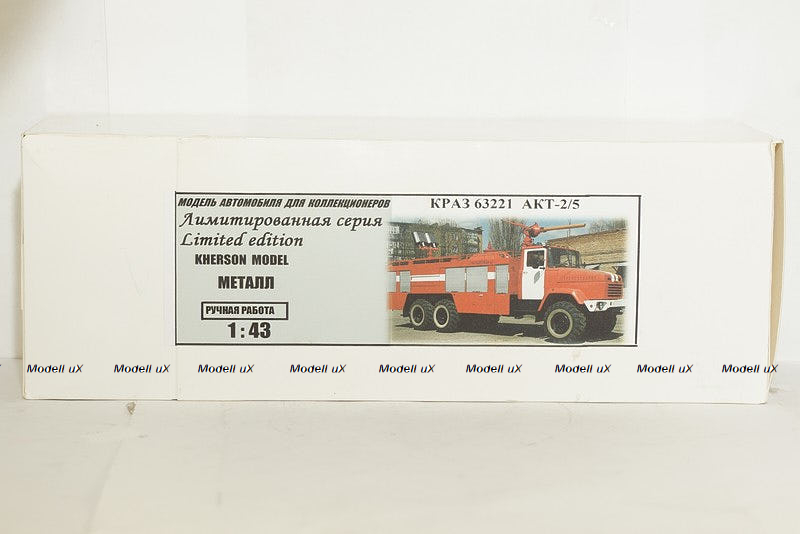 МОДЕЛЬ АВТОМОБИЛЯ ДЛЯ КОЛЛЕКЦИОНЕРОВ
КРАЗ 63221 АКТ-2/5
Лимитированная серия
Limited edition
KHERSON MODEL
МЕТАЛЛ
РУЧНАЯ РАБОТА
1:43
Modell uX Modell uX Modell uX Modell uX Modell uX Modell uX Modell uX Modell uX Modell uX